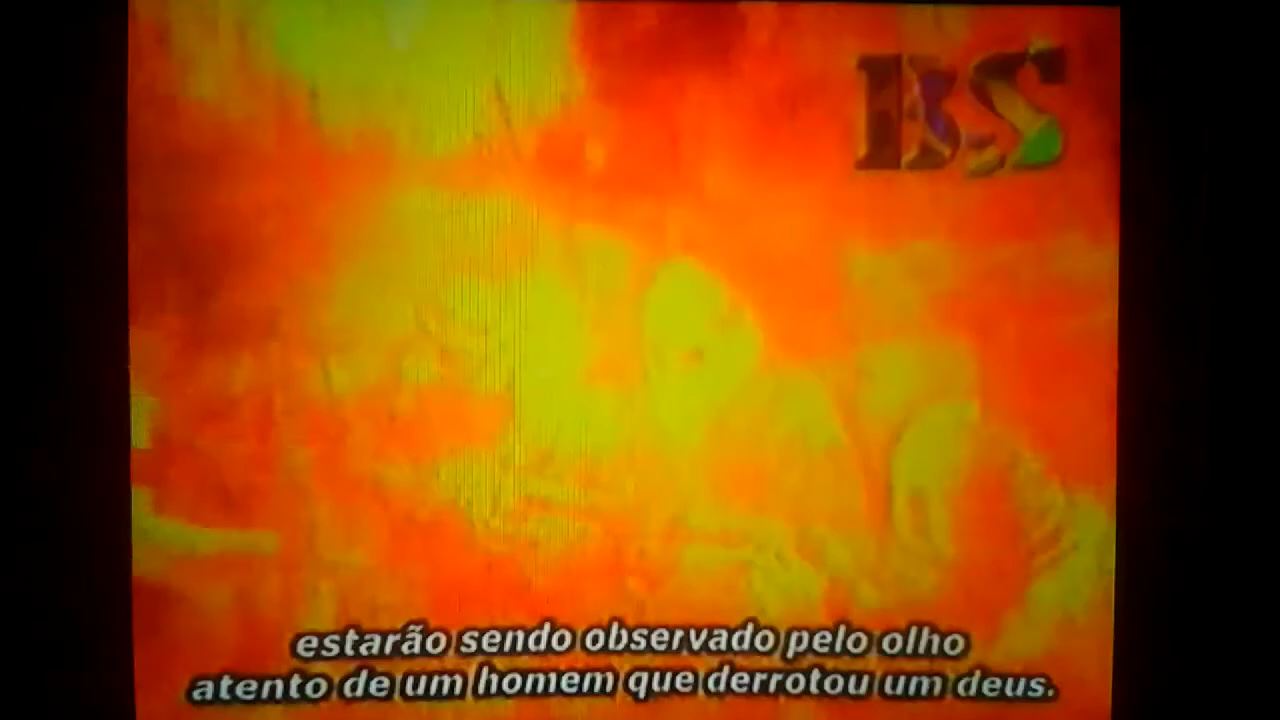 B.S
estarão sendo observado pelo olho
atento de um homem que derrotou um deus.